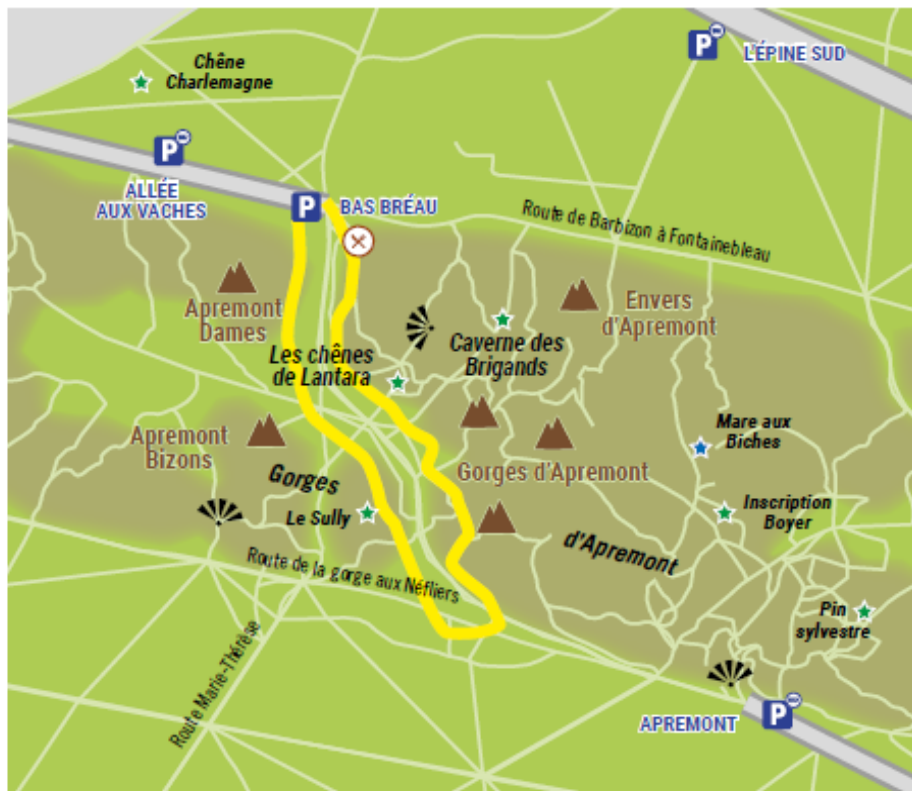 Chêne
Charlemagne
P
L'ÉPINE SUD
P
ALLÉE
AUX VACHES
P
BAS BRÉAU
Route de Barbizon à Fontainebleau
Apremont
Dames
Envers
d'Apremont
Les chênes
de Lantara
Caverne des
Brigands
Apremont
Bizons
Mare aux
Biches
Gorges
Gorges d'Apremont
Le Sully
Inscription
Boyer
d'Apremont
Route de la gorge aux Néfliers
Pin
sylvestre
Route Marie-Thérèse
APREMONT
P